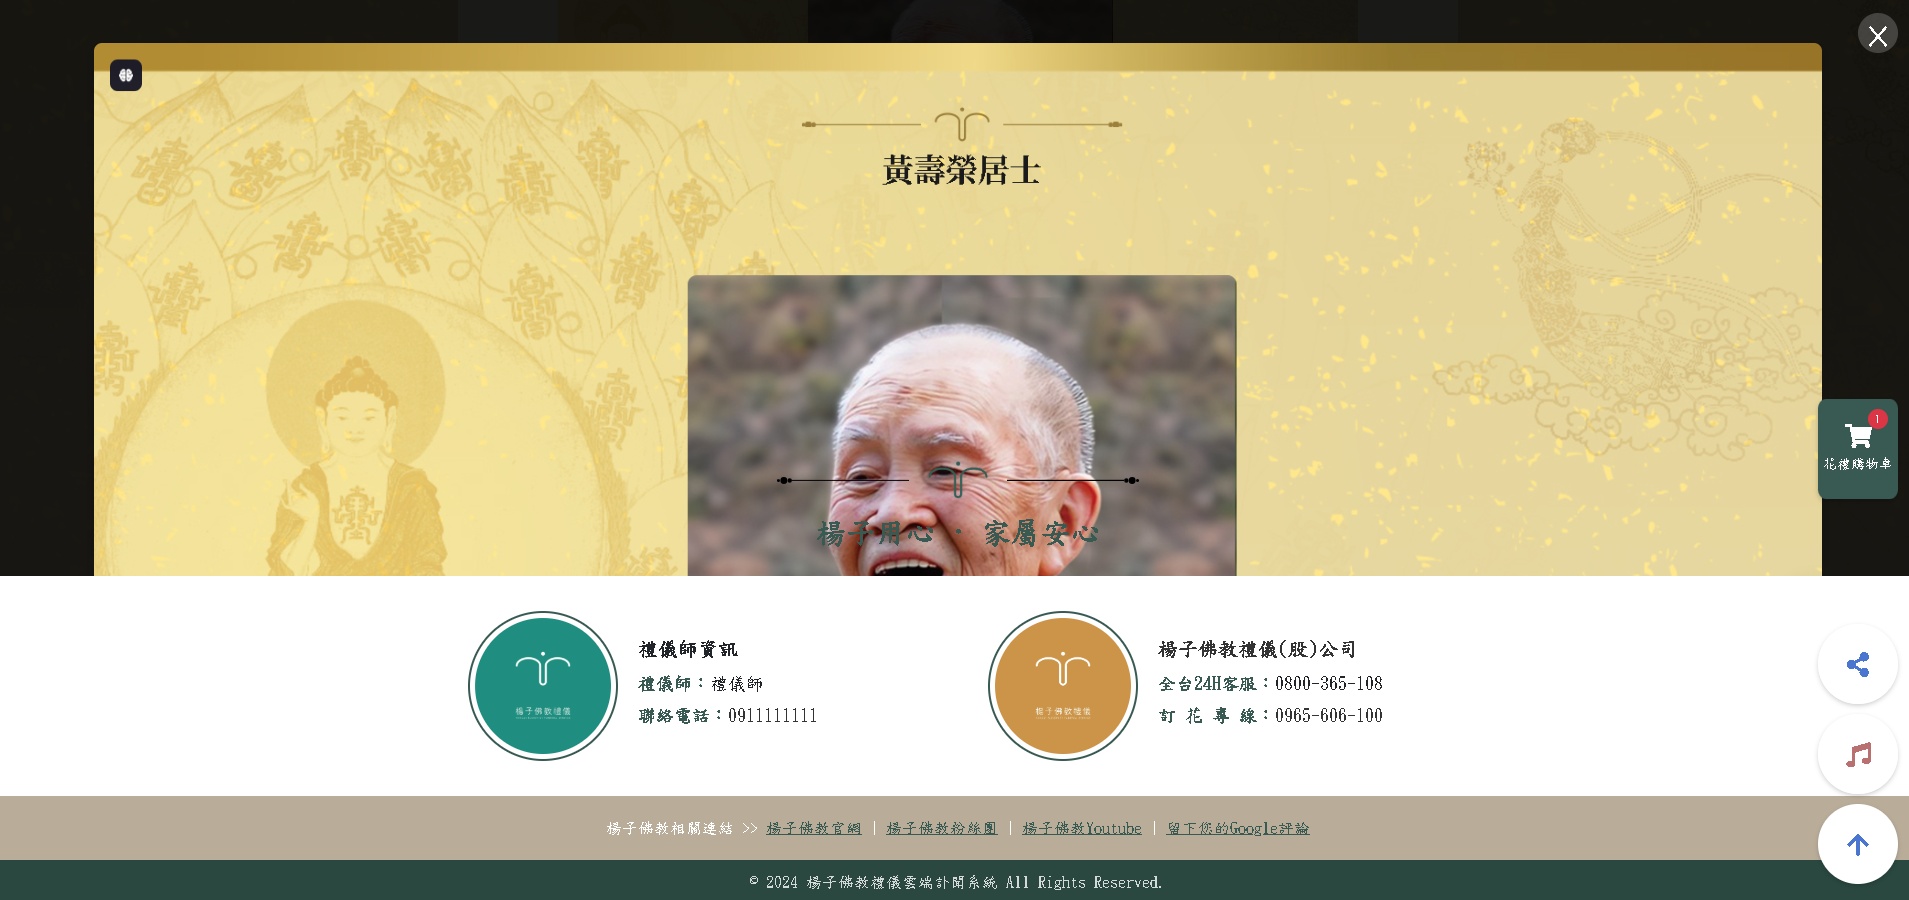 黃壽榮居士
1
花禮購物車
楊子用心 · 家屬安心
楊子佛教禮儀
禮儀師資訊
禮儀師：禮儀師
聯絡電話：0911111111
楊子佛教禮儀
楊子佛教禮儀(股)公司
全台24H客服：0800-365-108
訂 花 專 線：0965-606-100
楊子佛教相關連結 >> 楊子佛教官網 | 楊子佛教粉絲團 | 楊子佛教Youtube | 留下您的Google評論
© 2024 楊子佛教禮儀雲端訃聞系統 All Rights Reserved.